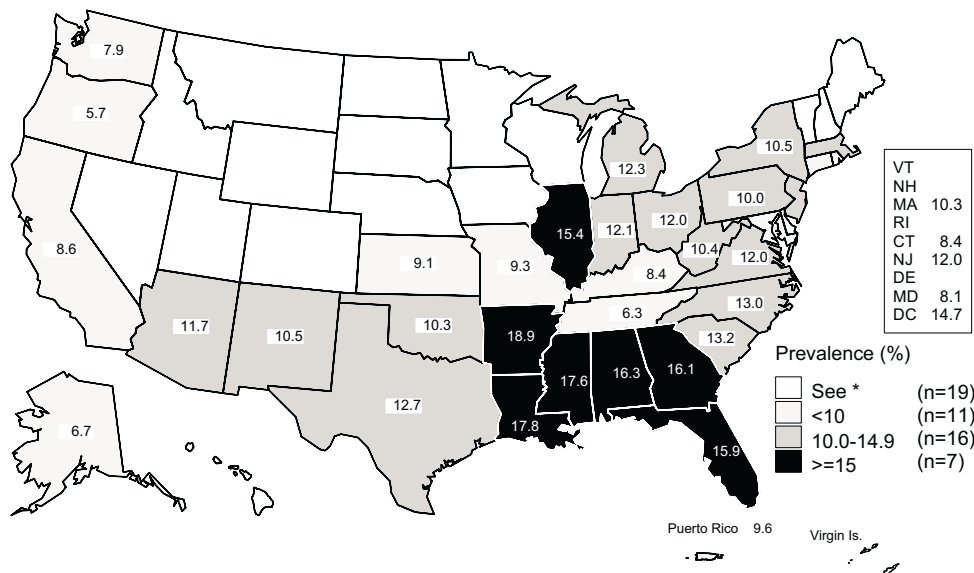 7.9
5.7
10.5
12.3
10.0
VT
NH
MA 10.3
RI
CT 8.4
NJ 12.0
DE
MD 8.1
DC 14.7
15.4
12.1
12.0
10.4
12.0
8.6
9.1
9.3
8.4
11.7
10.5
10.3
18.9
6.3
13.0
13.2
12.7
17.6
16.3
16.1
17.8
15.9
6.7
Prevalence (%)
See * (n=19)
<10 (n=11)
10.0-14.9 (n=16)
>=15 (n=7)
Puerto Rico 9.6
Virgin Is.